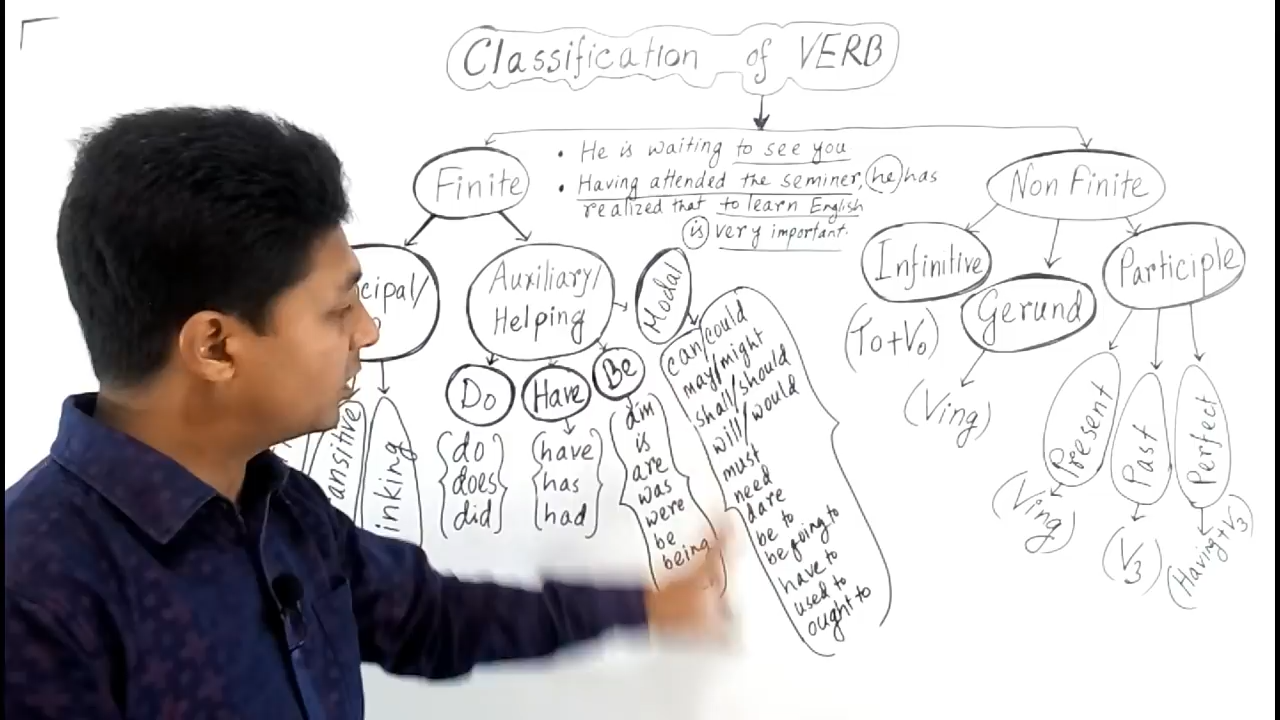 Classification of VERB
• He is waiting to see you
• Having attended the seminer, he has
realized that to learn English
is very important.
Finite
Non Finite
cipal/
Auxiliary/
Helping
Modal
Infinitive
Gerund
Participle
(To+V₀)
(Ving)
ansitive
inking
Do
Have
Be
do
does
did
have
has
had
am
is
are
was
were
be
being
can/could
may/might
shall/should
will/would
must
need
dare
be to
be going to
have to
used to
ought to
Present
Past
Perfect
(Ving)
(V₃)
(Having+V₃)